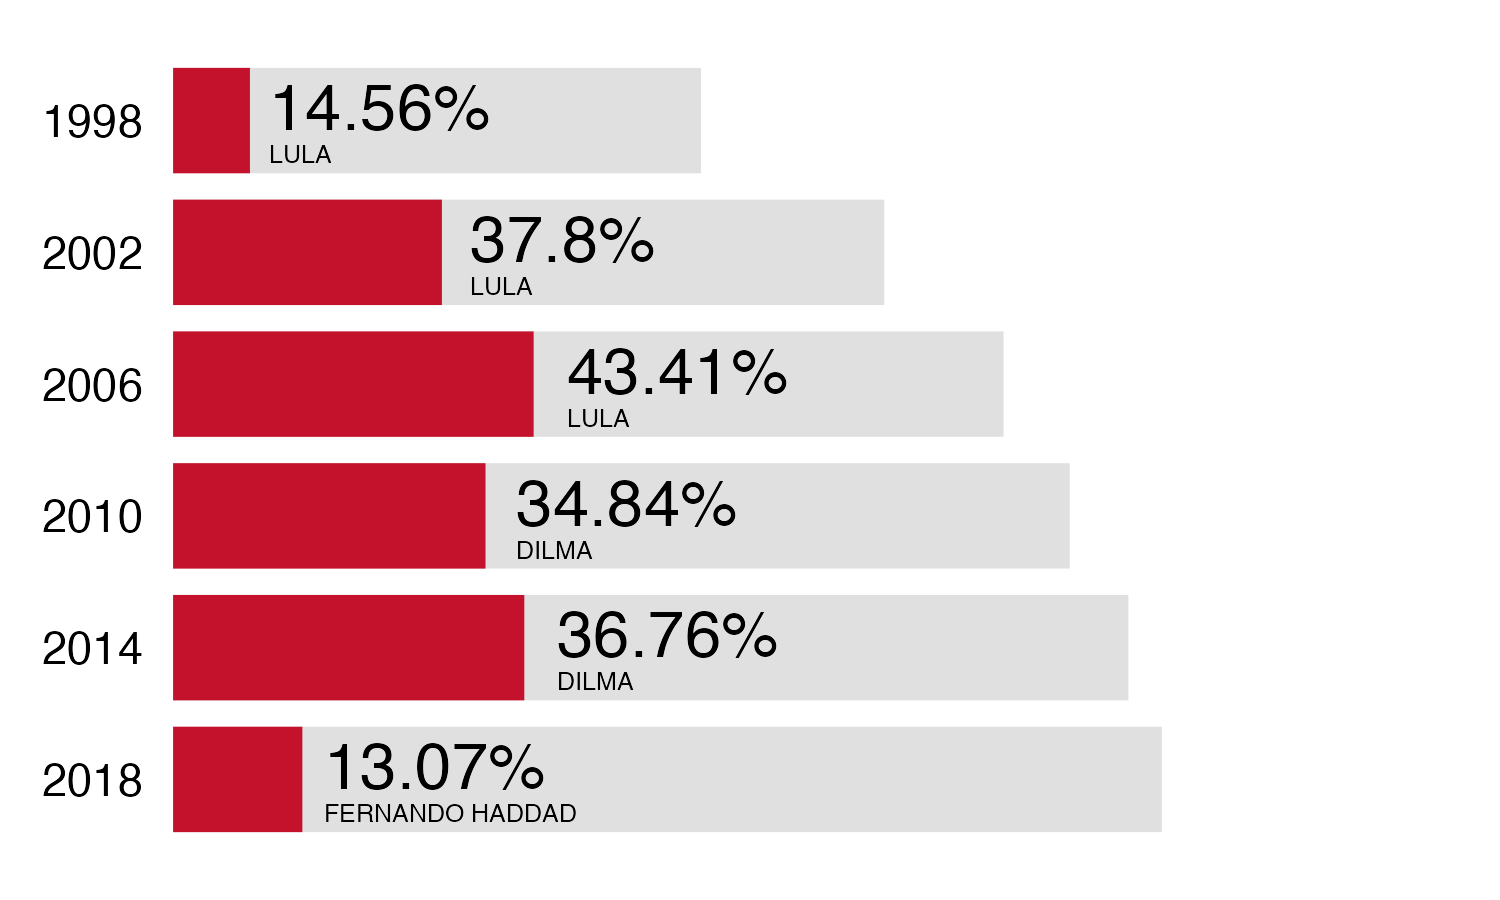 1998
14.56%
LULA
2002
37.8%
LULA
2006
43.41%
LULA
2010
34.84%
DILMA
2014
36.76%
DILMA
2018
13.07%
FERNANDO HADDAD